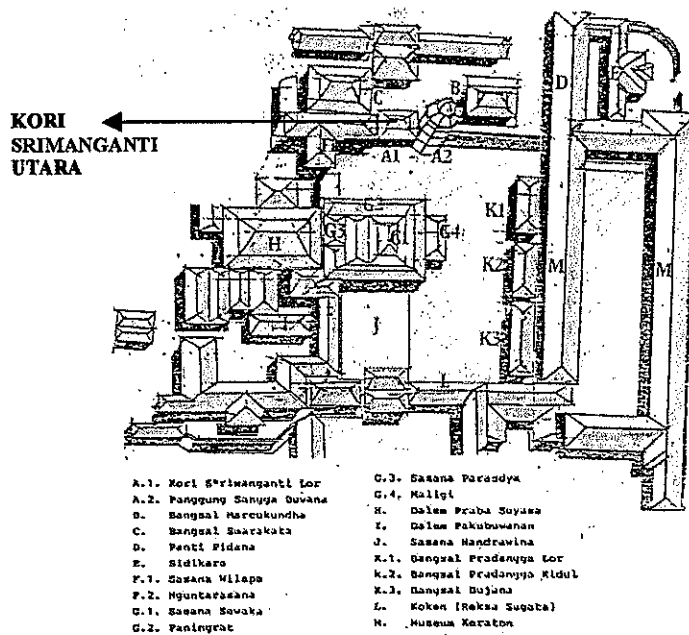 KORI
SRIMANGANTI
UTARA
C
B
D
E
A1
A2
G2
K1
H
G3
G1
G4
K2
M
M
J
K3
L
A.1. Kori Sriwanganti Lor
A.2. Panggung Sangga Buwana
B. Bangsal Marcukundha
C. Bangsal Smarakata
D. Panti Pidana
E. Sidikara
F.1. Sasana Wilapa
F.2. Nguntarasana
G.1. Sasana Sewaka
G.2. Paningrat
G.3. Sasana Parasdya
G.4. Maligi
H. Dalem Praba Suyasa
I. Dalem Pakubuwanan
J. Sasana Handrawina
K.1. Bangsal Pradangga Lor
K.2. Bangsal Pradangga Kidul
K.3. Bangsal Bujana
L. Koken (Reksa Sugata)
M. Museum Keraton